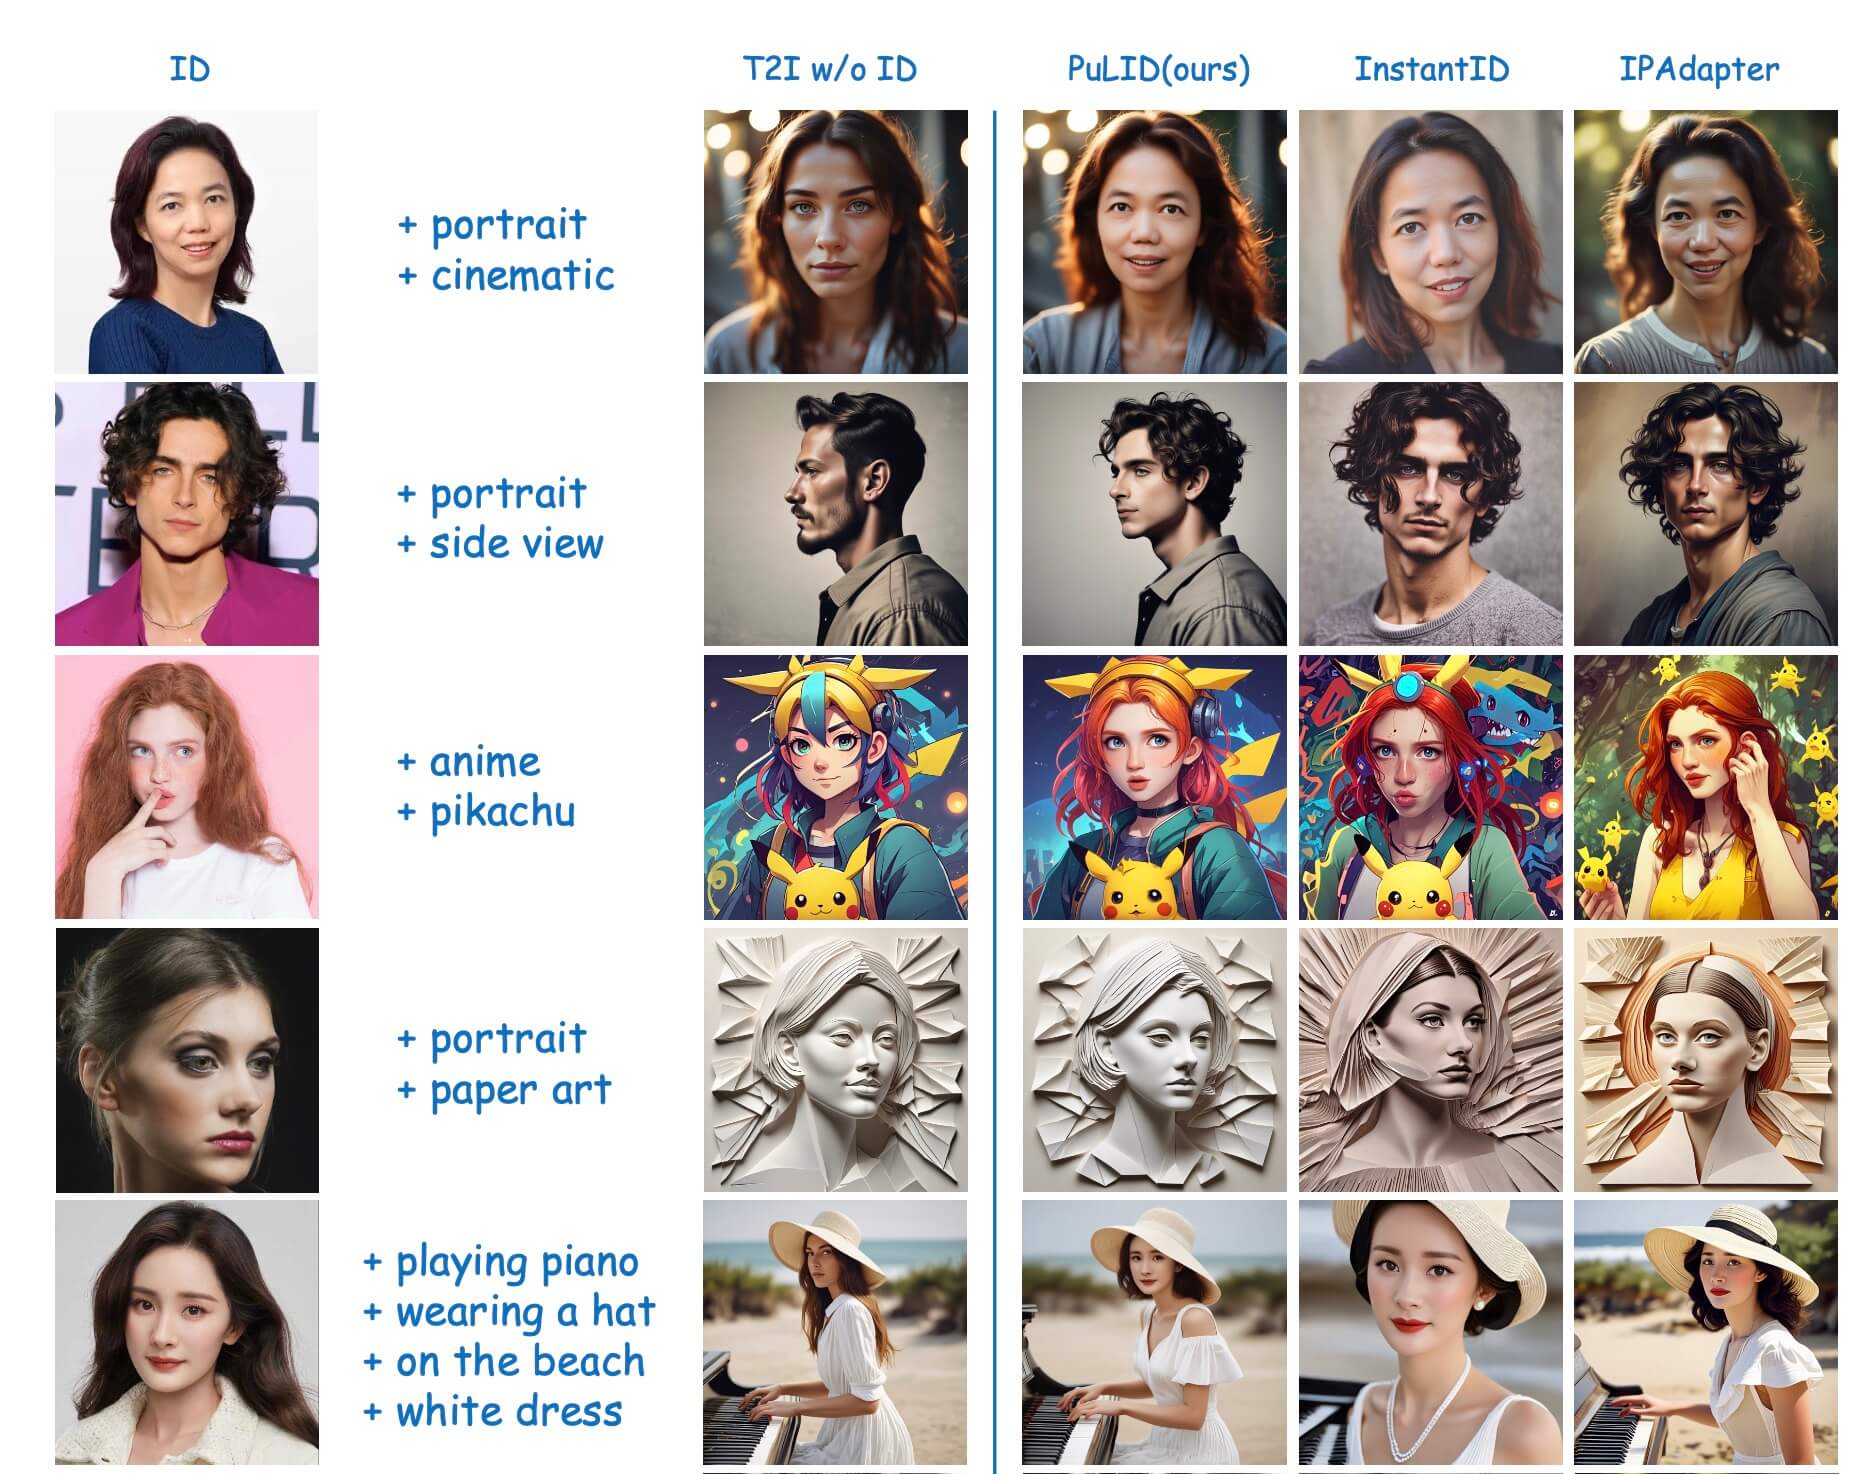 ID
T2I w/o ID
PuLID(ours)
InstantID
IPAdapter
+ portrait
+ cinematic
+ portrait
+ side view
+ anime
+ pikachu
+ portrait
+ paper art
+ playing piano
+ wearing a hat
+ on the beach
+ white dress